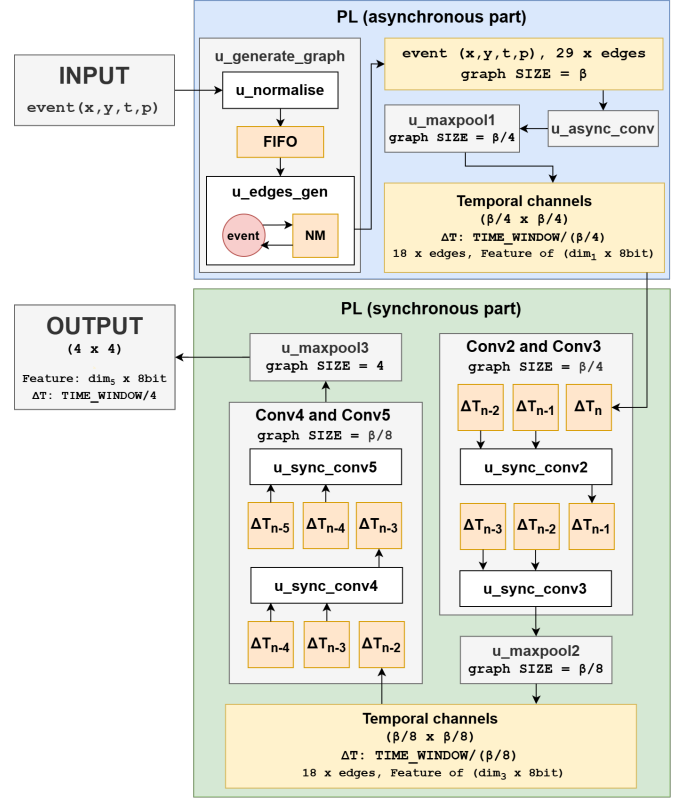 PL (asynchronous part)
INPUT
event(x,y,t,p)
u_generate_graph
u_normalise
FIFO
u_edges_gen
event
NM
event (x,y,t,p), 29 x edges
graph SIZE = β
u_async_conv
u_maxpool1
graph SIZE = β/4
Temporal channels
(β/4 x β/4)
ΔT: TIME_WINDOW/(β/4)
18 x edges, Feature of (dim₁ x 8bit)
PL (synchronous part)
OUTPUT
(4 x 4)
Feature: dim₅ x 8bit
ΔT: TIME_WINDOW/4
u_maxpool3
graph SIZE = 4
Conv2 and Conv3
graph SIZE = β/4
ΔTn-2
ΔTn-1
ΔTn
u_sync_conv2
ΔTn-3
ΔTn-2
ΔTn-1
u_sync_conv3
u_maxpool2
graph SIZE = β/8
Conv4 and Conv5
graph SIZE = β/8
u_sync_conv5
ΔTn-5
ΔTn-4
ΔTn-3
u_sync_conv4
ΔTn-4
ΔTn-3
ΔTn-2
Temporal channels
(β/8 x β/8)
ΔT: TIME_WINDOW/(β/8)
18 x edges, Feature of (dim₃ x 8bit)